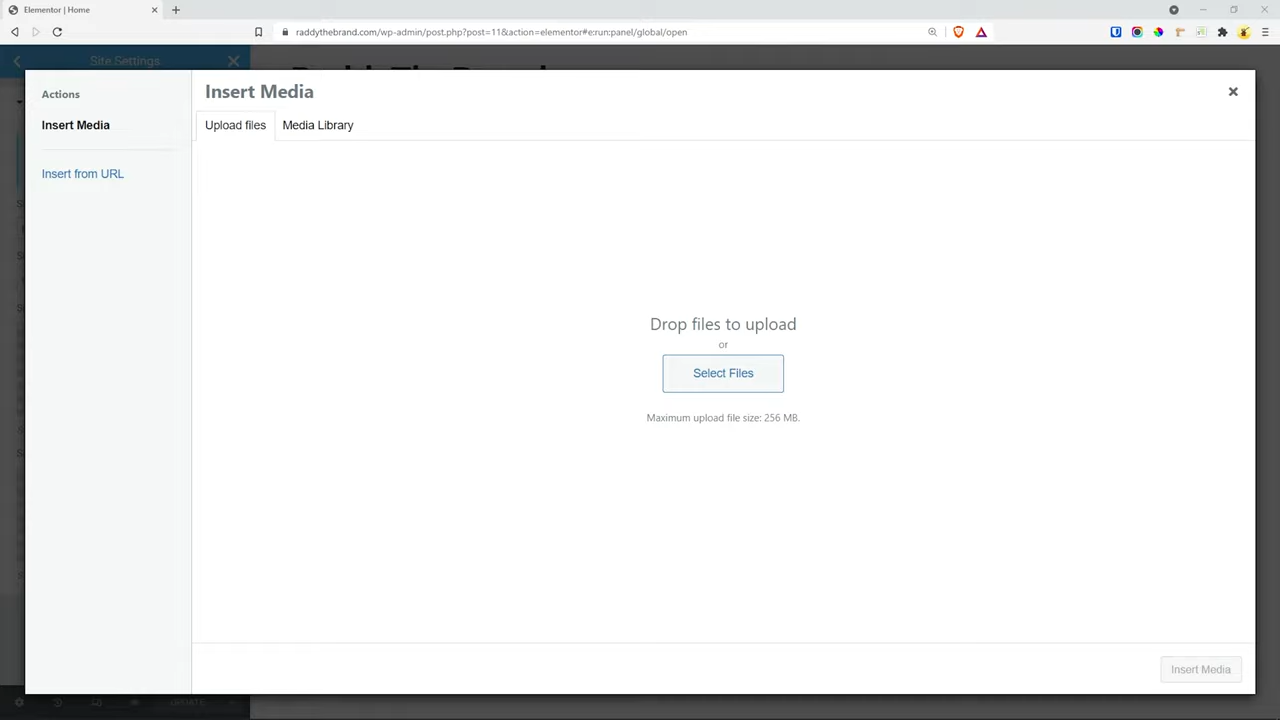 Elementor | Home
raddythebrand.com/wp-admin/post.php?post=11&action=elementor#e:run:panel/global/open
Site Settings
Actions
Insert Media
Insert from URL
Insert Media
Upload files
Media Library
Drop files to upload
or
Select Files
Maximum upload file size: 256 MB.
Insert Media
UPDATE